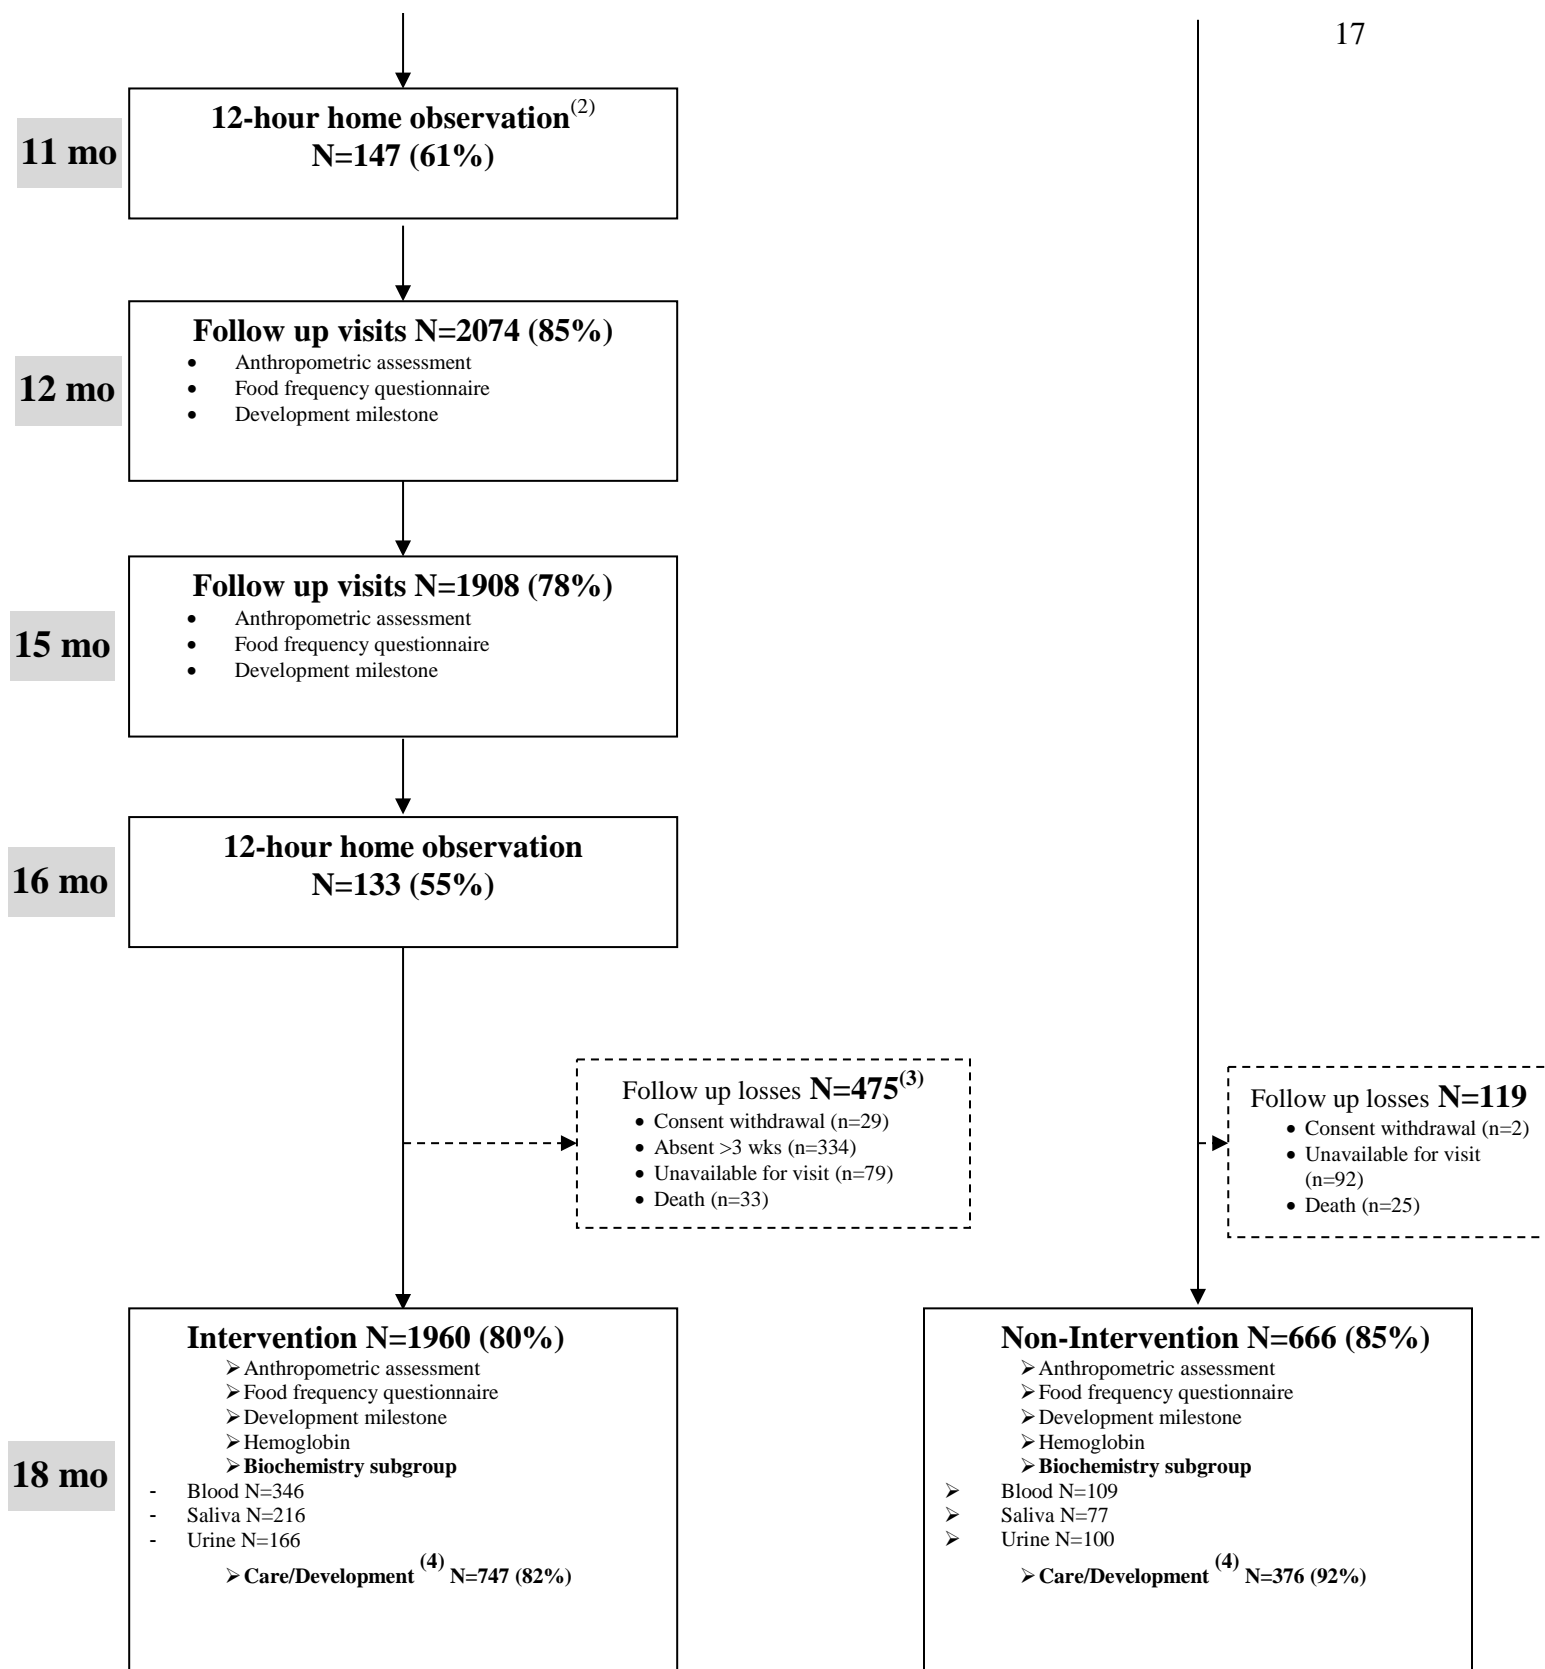 17
11 mo
12-hour home observation(2)
N=147 (61%)
12 mo
Follow up visits N=2074 (85%)
• Anthropometric assessment
• Food frequency questionnaire
• Development milestone
15 mo
Follow up visits N=1908 (78%)
• Anthropometric assessment
• Food frequency questionnaire
• Development milestone
16 mo
12-hour home observation
N=133 (55%)
Follow up losses N=475(3)
• Consent withdrawal (n=29)
• Absent >3 wks (n=334)
• Unavailable for visit (n=79)
• Death (n=33)
Follow up losses N=119
• Consent withdrawal (n=2)
• Unavailable for visit
(n=92)
• Death (n=25)
18 mo
Intervention N=1960 (80%)
➢ Anthropometric assessment
➢ Food frequency questionnaire
➢ Development milestone
➢ Hemoglobin
➢ Biochemistry subgroup
- Blood N=346
- Saliva N=216
- Urine N=166
➢ Care/Development (4) N=747 (82%)
Non-Intervention N=666 (85%)
➢ Anthropometric assessment
➢ Food frequency questionnaire
➢ Development milestone
➢ Hemoglobin
➢ Biochemistry subgroup
➢ Blood N=109
➢ Saliva N=77
➢ Urine N=100
➢ Care/Development (4) N=376 (92%)